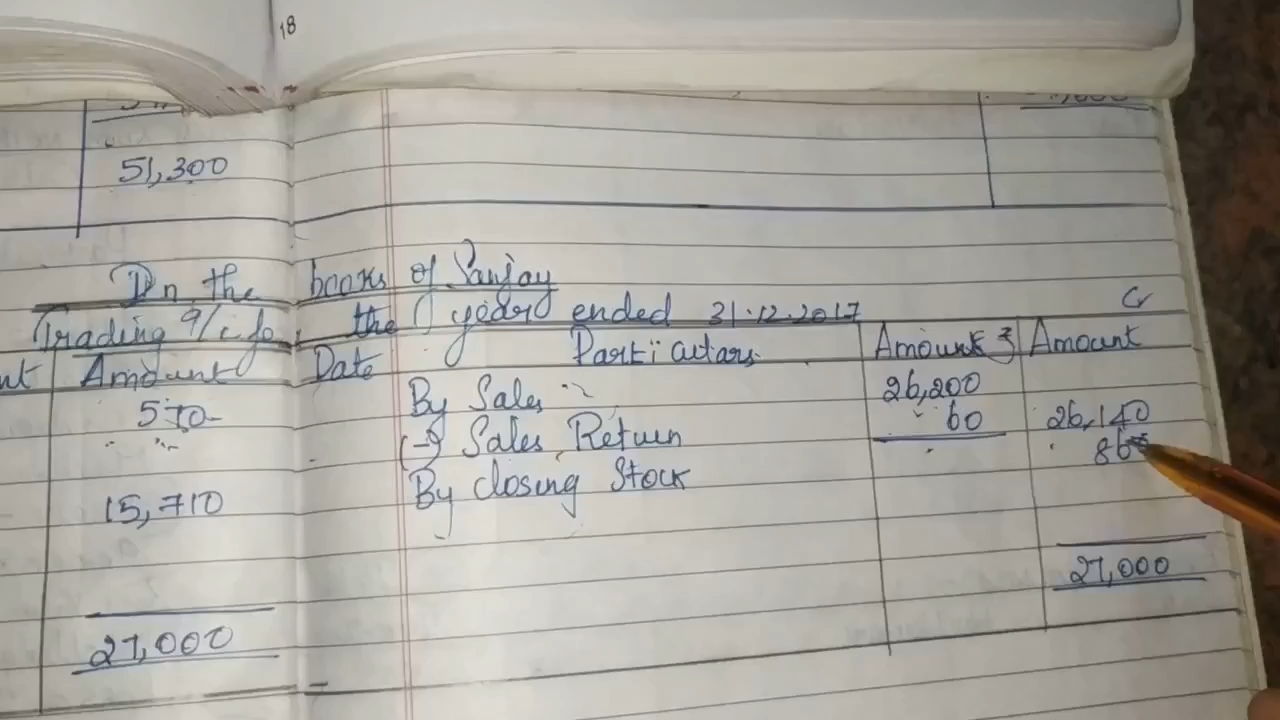 18
51,300
In the books of Sanjay
Trading a/c for the year ended 31.12.2017
Cr
Amount Date Particulars Amount ₹ Amount
570 By Sales :- 26,200
(-) Sales Return 60 26,140
By closing Stock 860
15,710
27,000
27,000